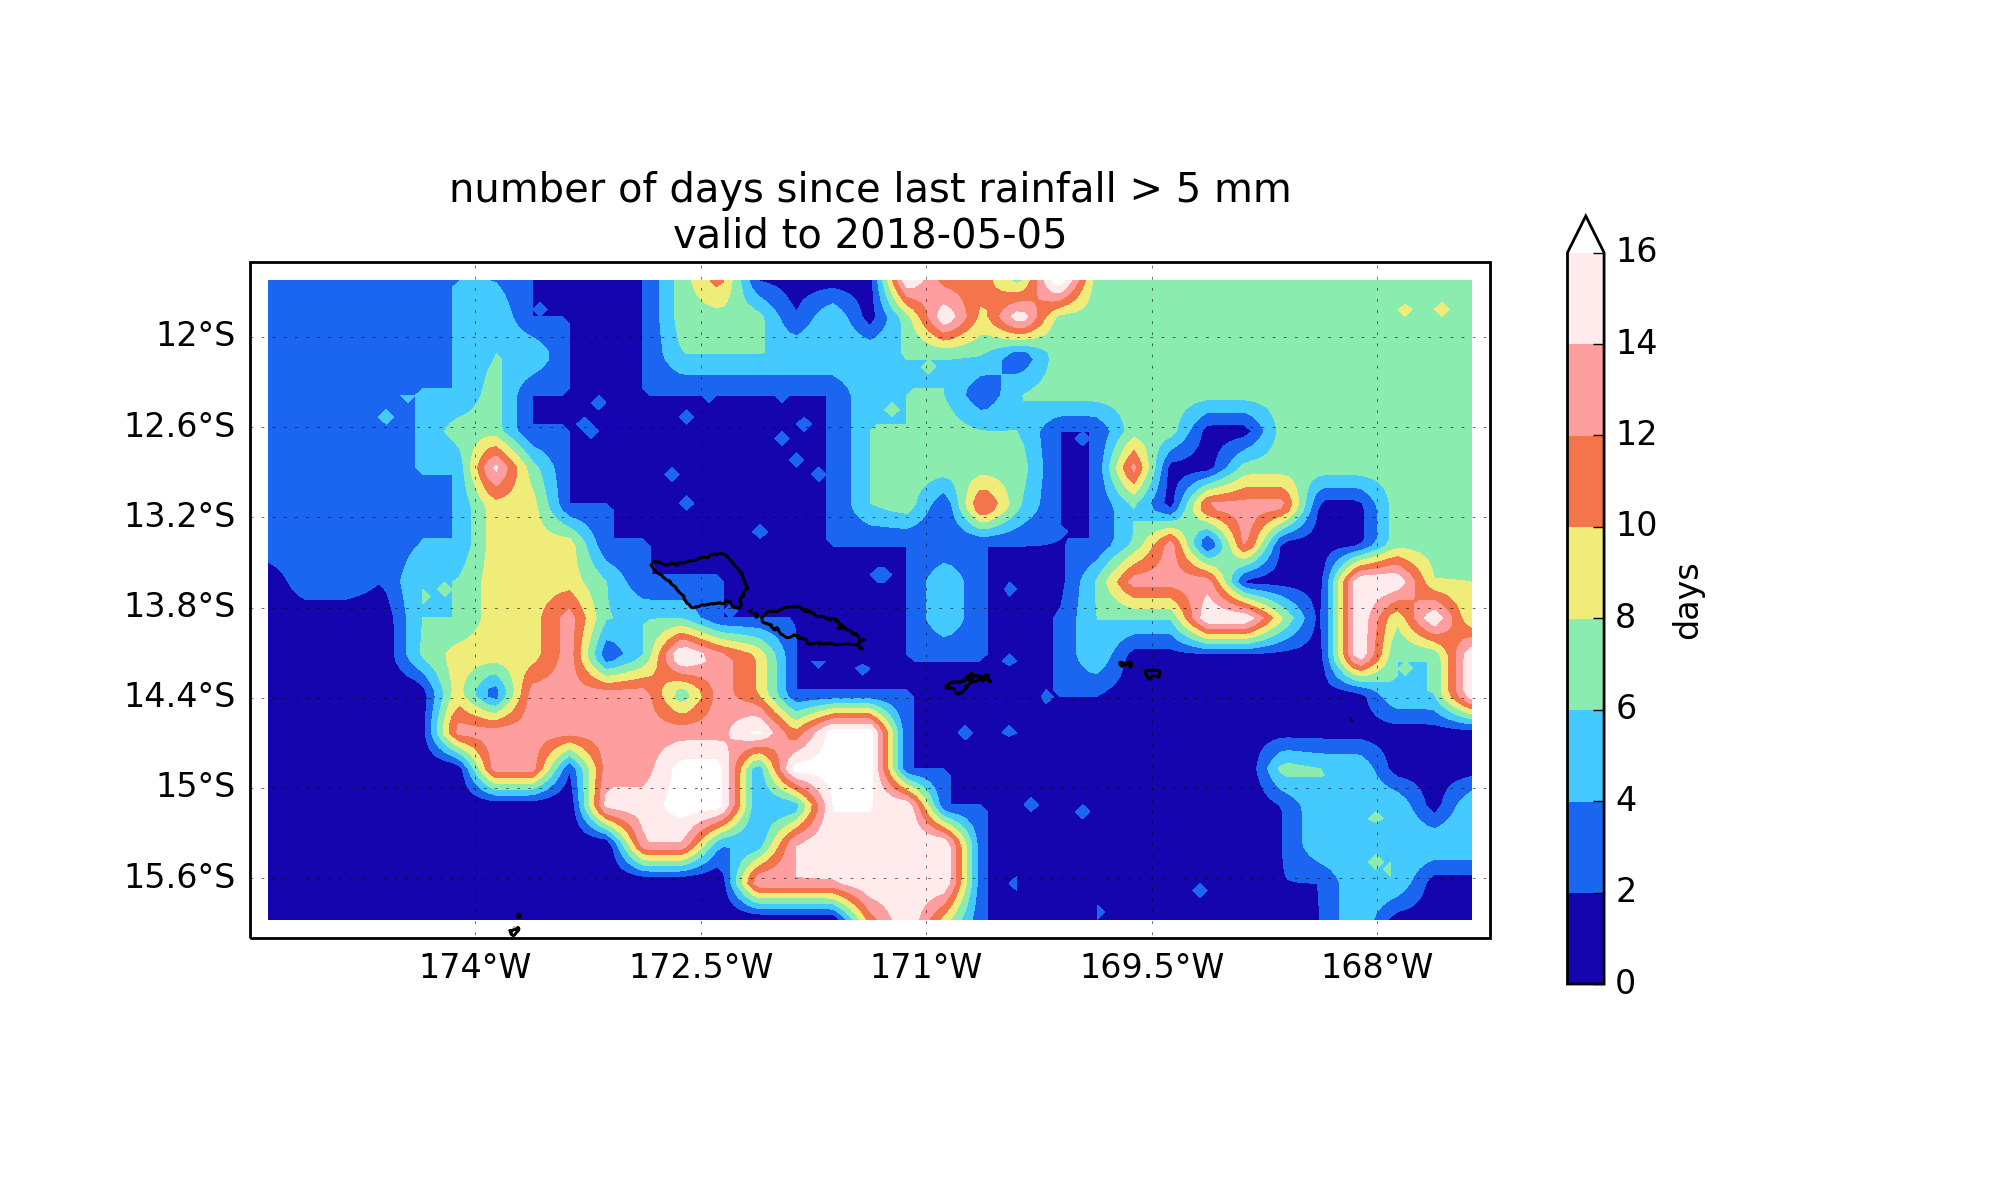 number of days since last rainfall > 5 mm
valid to 2018-05-05
12°S
12.6°S
13.2°S
13.8°S
14.4°S
15°S
15.6°S
174°W
172.5°W
171°W
169.5°W
168°W
16
14
12
10
8
6
4
2
0
days